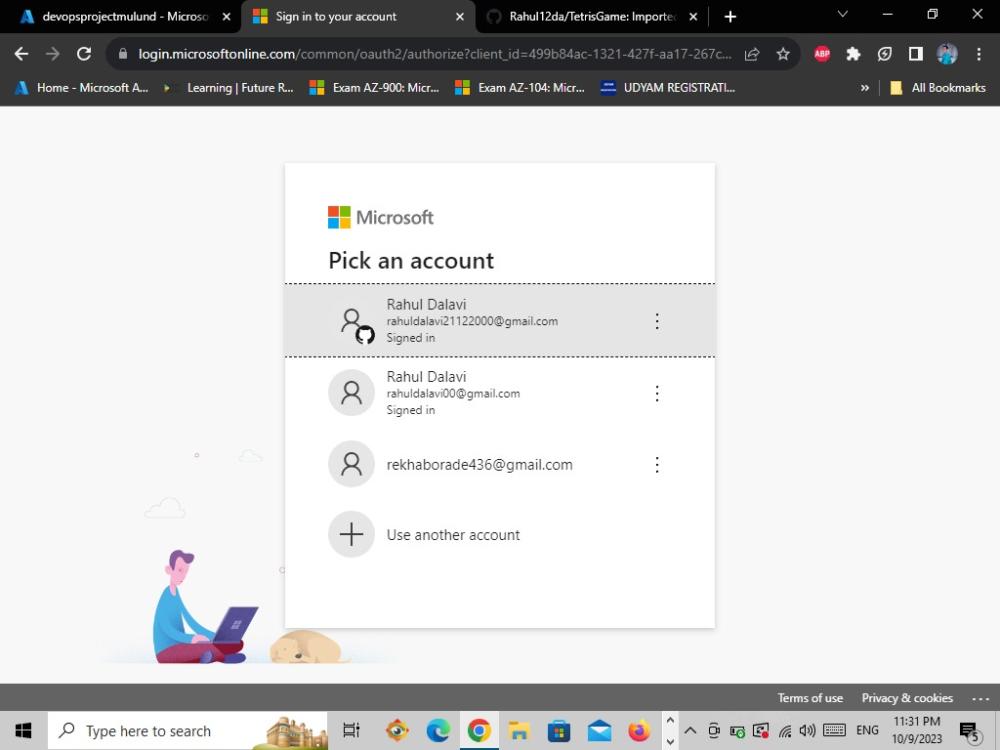 devopsprojectmulund - Microso
Sign in to your account
Rahul12da/TetrisGame: Imported
login.microsoftonline.com/common/oauth2/authorize?client_id=499b84ac-1321-427f-aa17-267c...
ABP
Home - Microsoft A...
Learning | Future R...
Exam AZ-900: Micr...
Exam AZ-104: Micr...
UDYAM REGISTRATI...
»
All Bookmarks
Microsoft
Pick an account
Rahul Dalavi
rahuldalavi21122000@gmail.com
Signed in
Rahul Dalavi
rahuldalavi00@gmail.com
Signed in
rekhaborade436@gmail.com
Use another account
Terms of use
Privacy & cookies
...
Type here to search
ENG
11:31 PM
10/9/2023
5